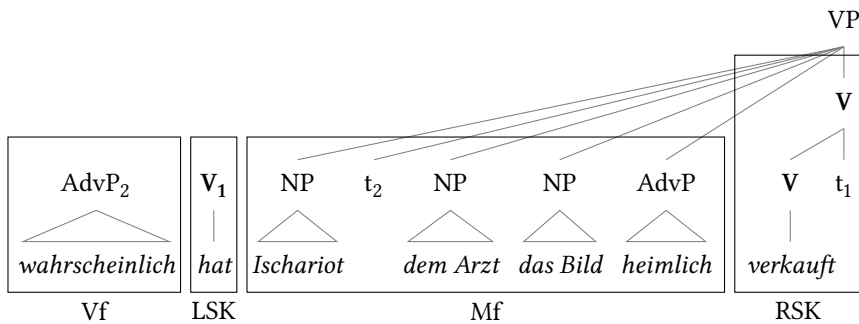 VP
V
AdvP₂ V₁ NP t₂ NP NP AdvP V t₁
wahrscheinlich hat Ischariot dem Arzt das Bild heimlich verkauft
Vf LSK Mf RSK